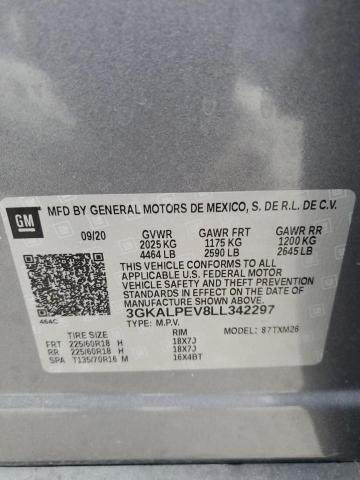 GM
MFD BY GENERAL MOTORS DE MEXICO, S. DE R.L. DE C.V.
09/20 GVWR GAWR FRT GAWR RR
2025 KG 1175 KG 1200 KG
4464 LB 2590 LB 2645 LB
THIS VEHICLE CONFORMS TO ALL
APPLICABLE U.S. FEDERAL MOTOR
VEHICLE SAFETY, BUMPER, AND THEFT
PREVENTION STANDARDS IN EFFECT ON THE
DATE OF MANUFACTURE SHOWN ABOVE.
3GKALPEV8LL342297
TYPE: M.P.V.
464C MODEL: 87TXM26
TIRE SIZE RIM
FRT 225/60R18 H 18X7J
RR 225/60R18 H 18X7J
SPA T135/70R16 M 16X4BT